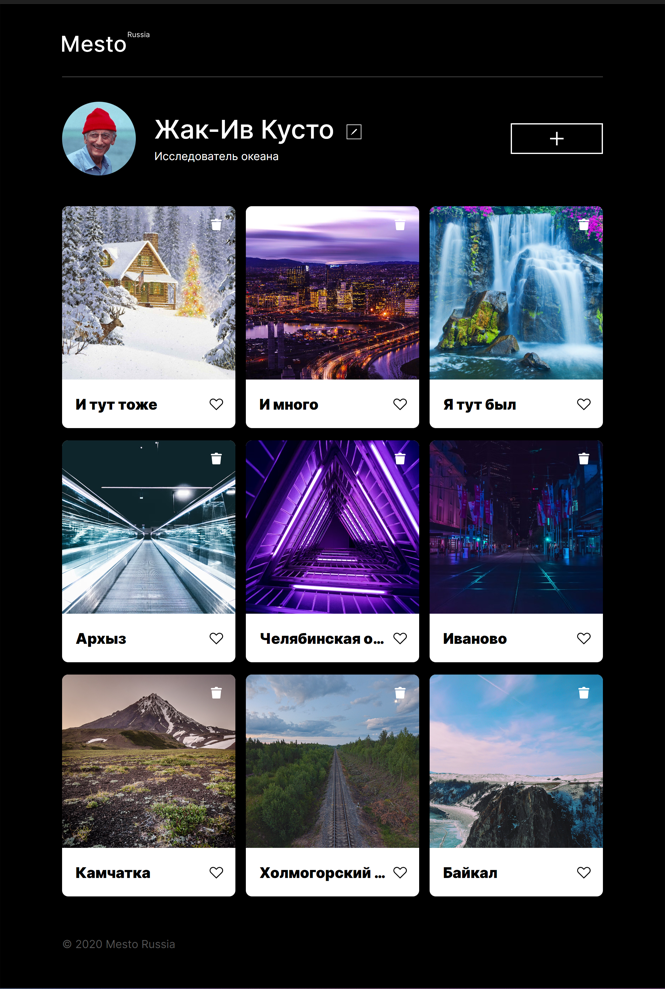 Mesto Russia
Жак-Ив Кусто
Исследователь океана
И тут тоже
И много
Я тут был
Архыз
Челябинская о...
Иваново
Камчатка
Холмогорский ...
Байкал
© 2020 Mesto Russia